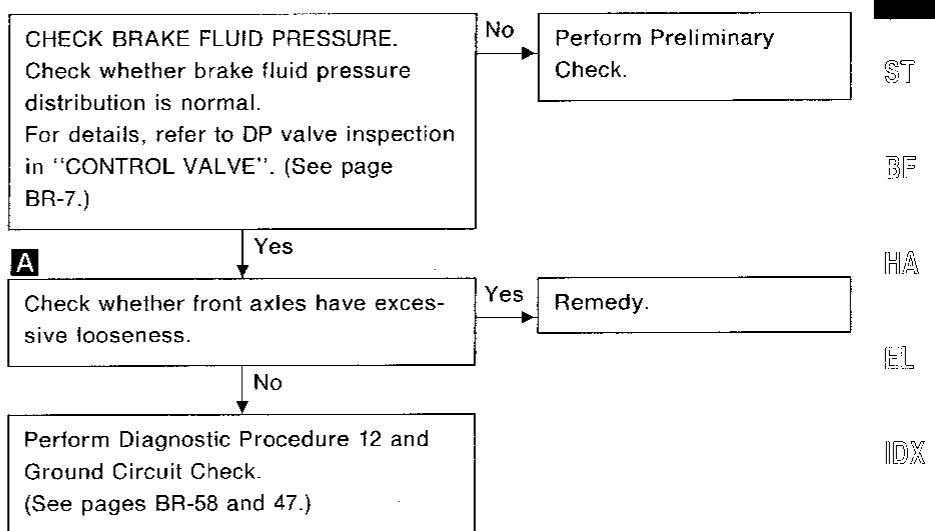 CHECK BRAKE FLUID PRESSURE.
Check whether brake fluid pressure
distribution is normal.
For details, refer to DP valve inspection
in "CONTROL VALVE". (See page
BR-7.)
No
Perform Preliminary
Check.
Yes
A
Check whether front axles have exces-
sive looseness.
Yes
Remedy.
No
Perform Diagnostic Procedure 12 and
Ground Circuit Check.
(See pages BR-58 and 47.)
ST
BF
HA
EL
IDX